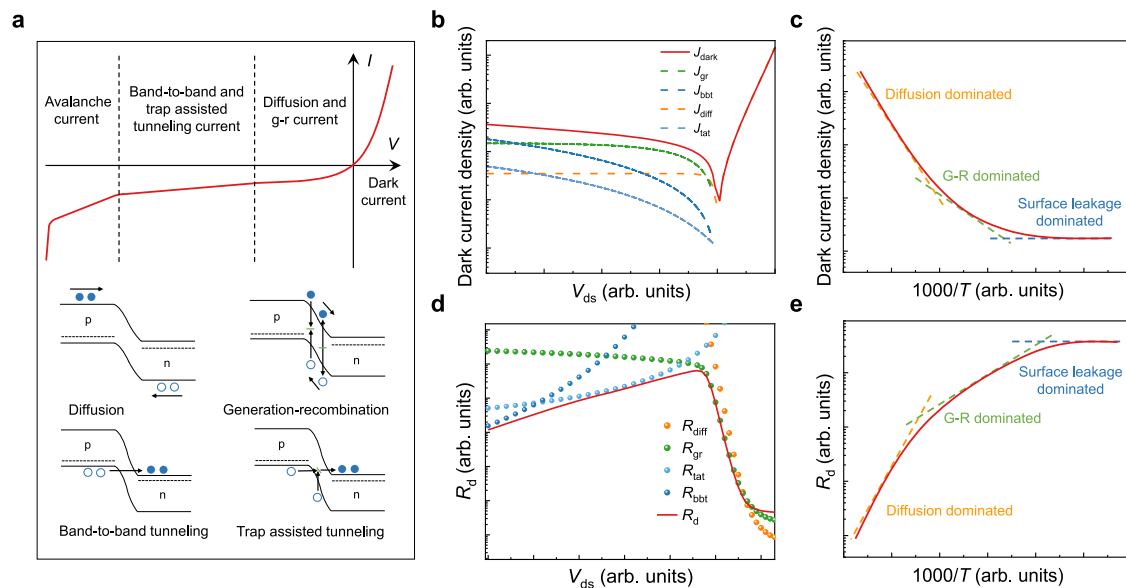 a
I
Avalanche
current
Band-to-band and
trap assisted
tunneling current
Diffusion and
g-r current
V
Dark
current
p
n
Diffusion
p
n
Generation-recombination
p
n
Band-to-band tunneling
p
n
Trap assisted tunneling
b
Dark current density (arb. units)
J_dark
J_gr
J_bbt
J_diff
J_tat
V_ds (arb. units)
c
Dark current density (arb. units)
Diffusion dominated
G-R dominated
Surface leakage
dominated
1000/T (arb. units)
d
R_d (arb. units)
R_diff
R_gr
R_tat
R_bbt
R_d
V_ds (arb. units)
e
R_d (arb. units)
Surface leakage
dominated
G-R dominated
Diffusion dominated
1000/T (arb. units)